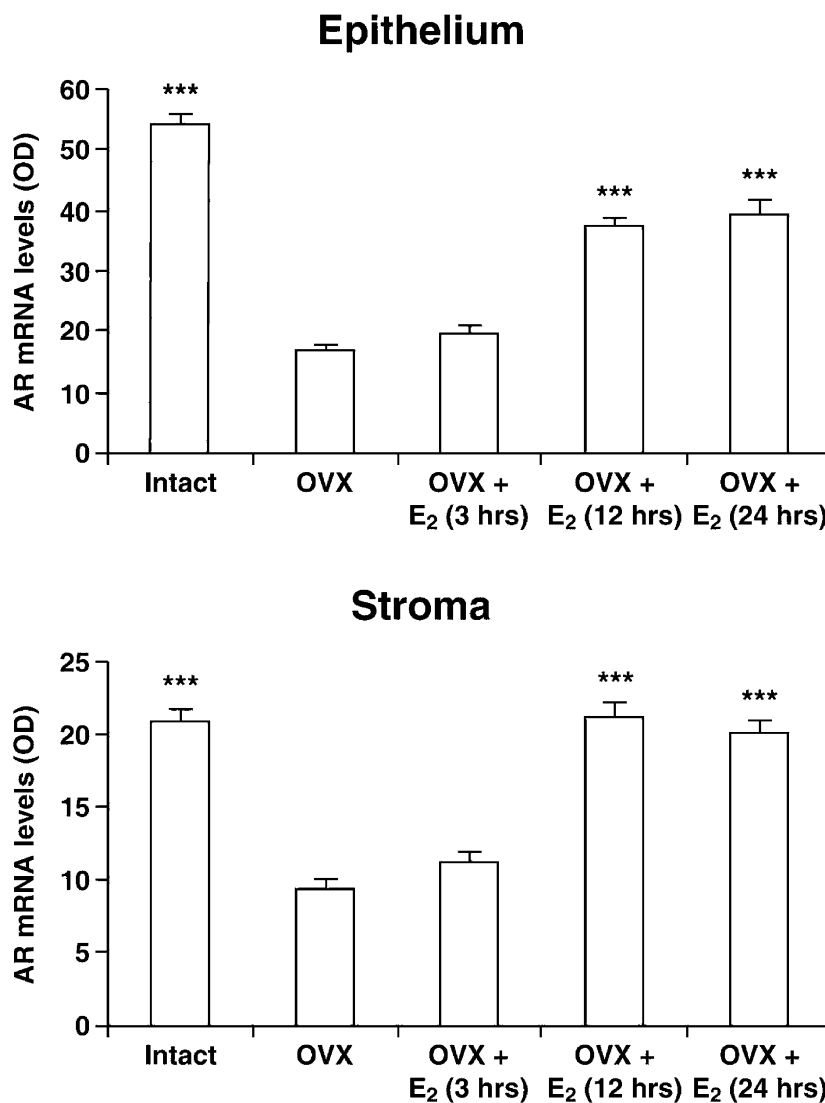 Epithelium
AR mRNA levels (OD)
60
50
40
30
20
10
0
***
***
***
Intact
OVX
OVX +
E₂ (3 hrs)
OVX +
E₂ (12 hrs)
OVX +
E₂ (24 hrs)
Stroma
AR mRNA levels (OD)
25
20
15
10
5
0
***
***
***
Intact
OVX
OVX +
E₂ (3 hrs)
OVX +
E₂ (12 hrs)
OVX +
E₂ (24 hrs)